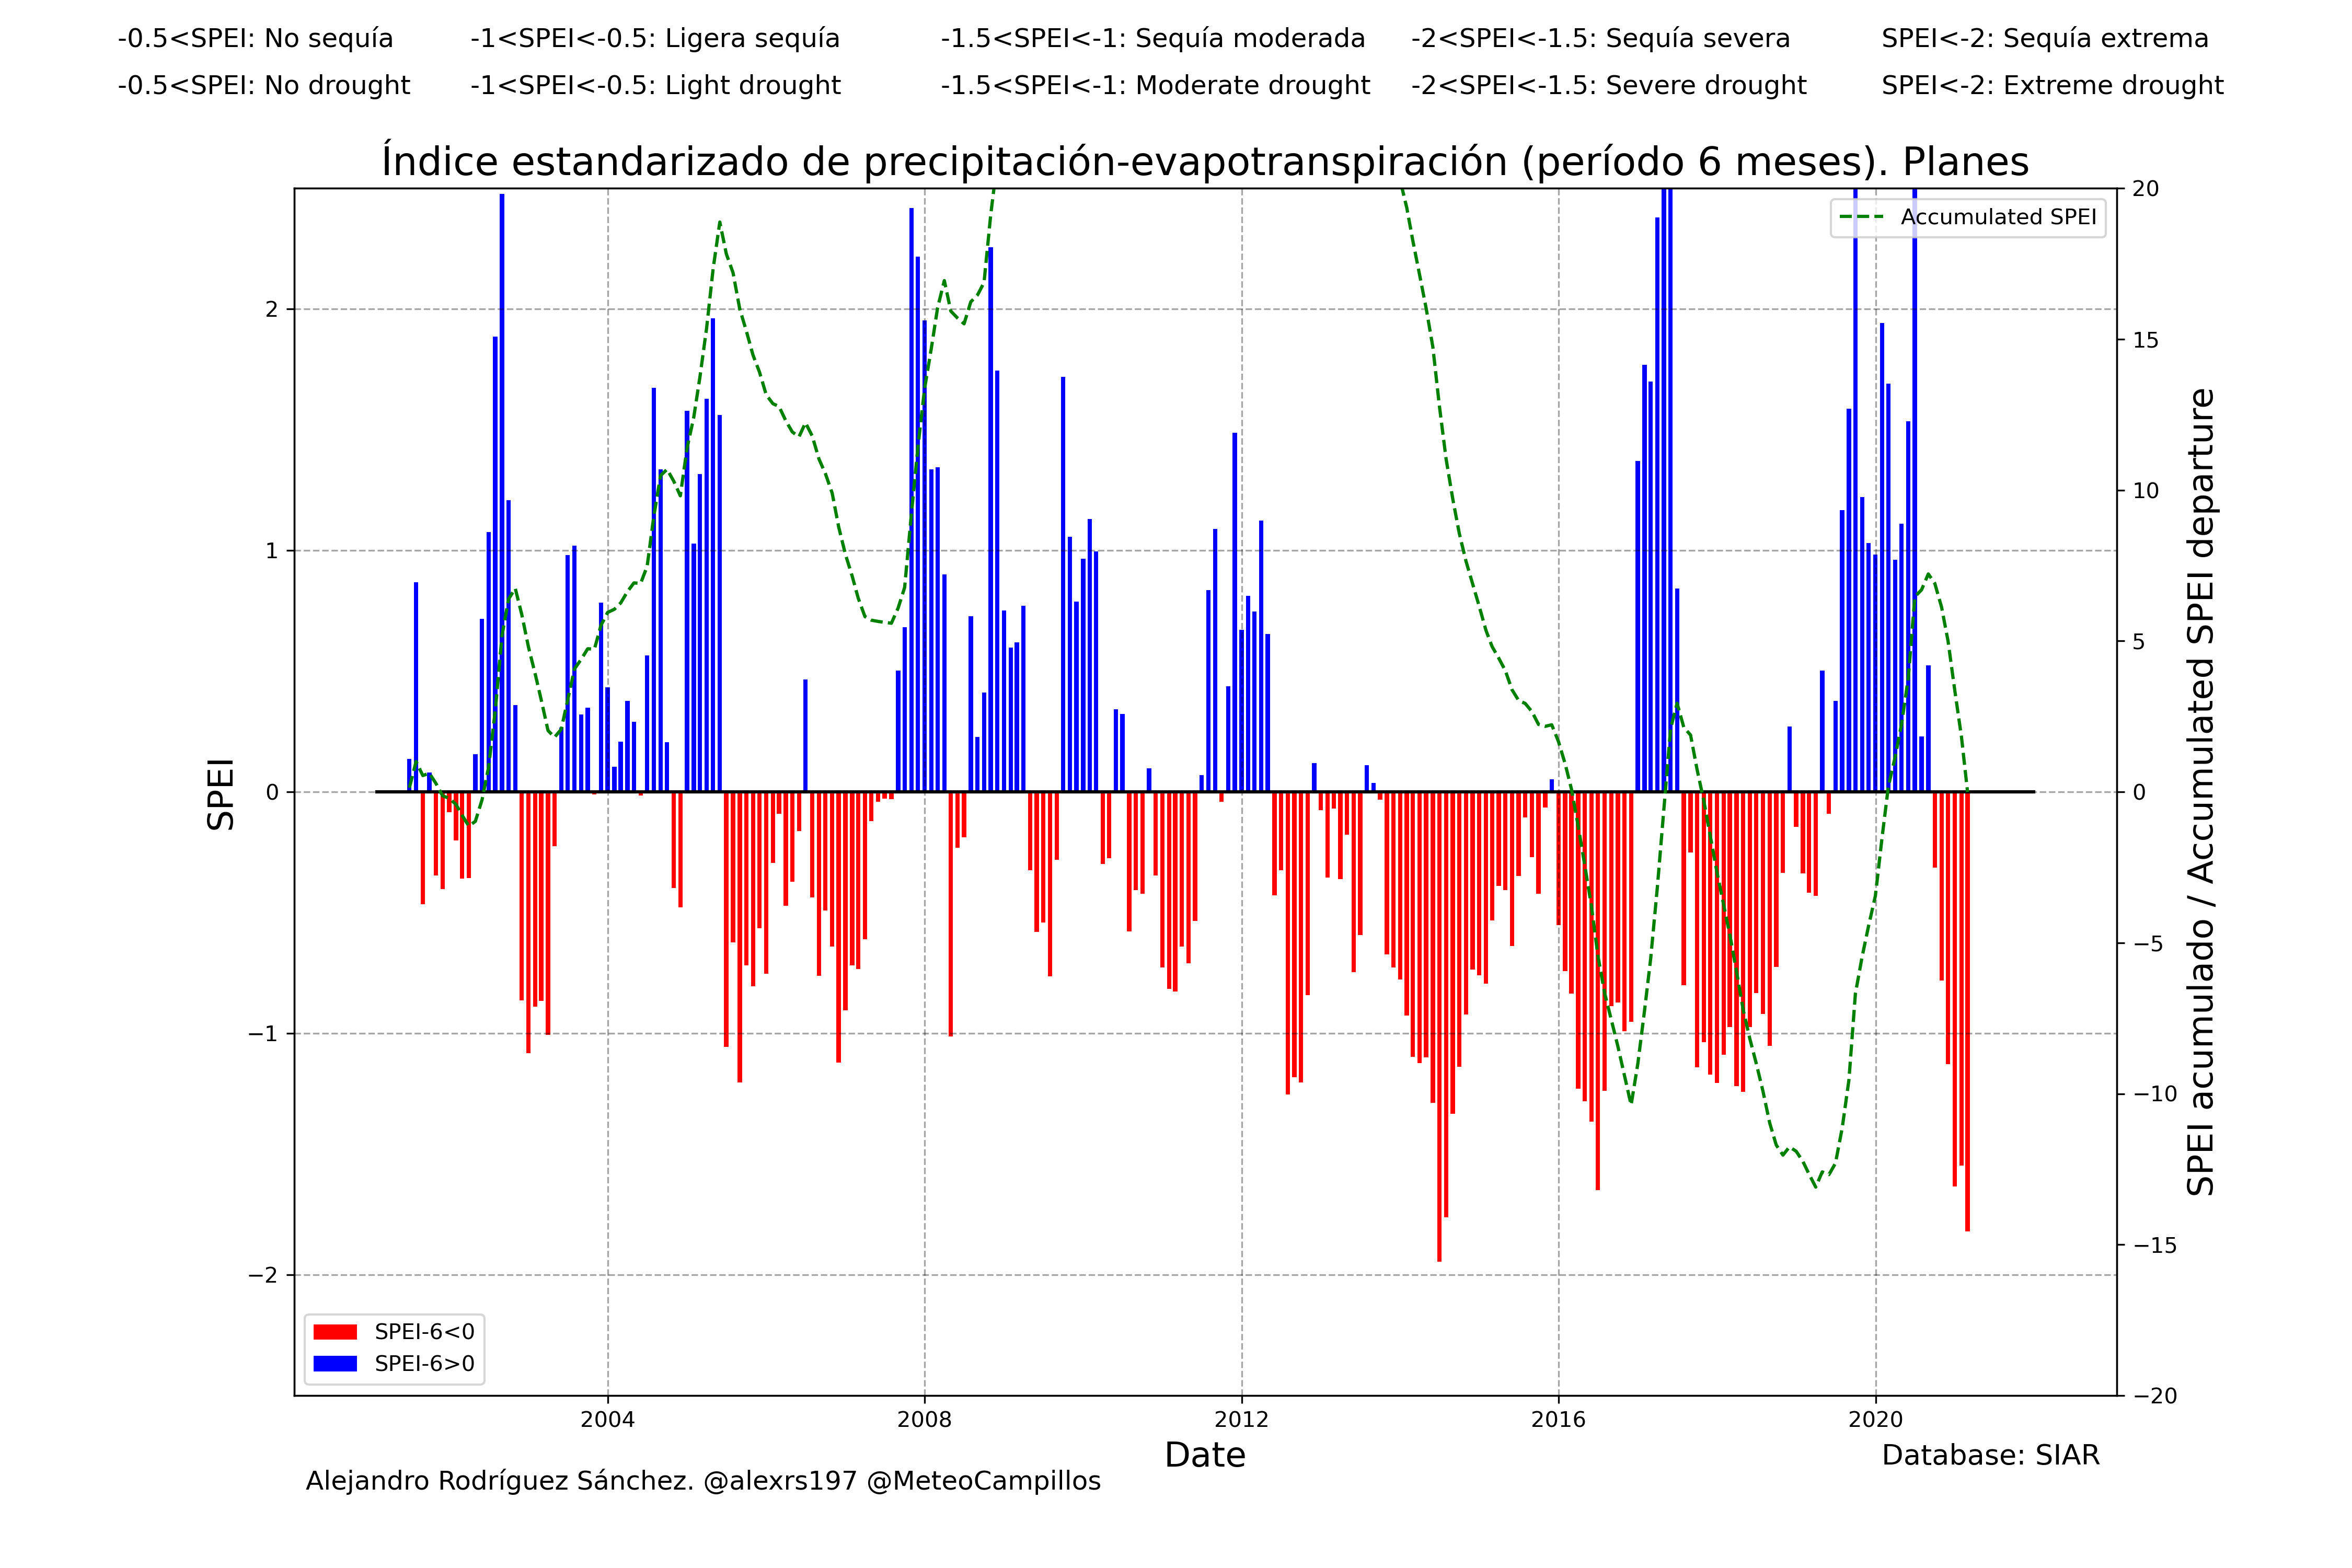 -0.5<SPEI: No sequía -1<SPEI<-0.5: Ligera sequía -1.5<SPEI<-1: Sequía moderada -2<SPEI<-1.5: Sequía severa SPEI<-2: Sequía extrema
-0.5<SPEI: No drought -1<SPEI<-0.5: Light drought -1.5<SPEI<-1: Moderate drought -2<SPEI<-1.5: Severe drought SPEI<-2: Extreme drought
Índice estandarizado de precipitación-evapotranspiración (período 6 meses). Planes
Accumulated SPEI
SPEI
2
1
0
−1
−2
20
15
10
5
0
−5
−10
−15
−20
SPEI acumulado / Accumulated SPEI departure
SPEI-6<0
SPEI-6>0
2004 2008 2012 2016 2020
Date
Database: SIAR
Alejandro Rodríguez Sánchez. @alexrs197 @MeteoCampillos